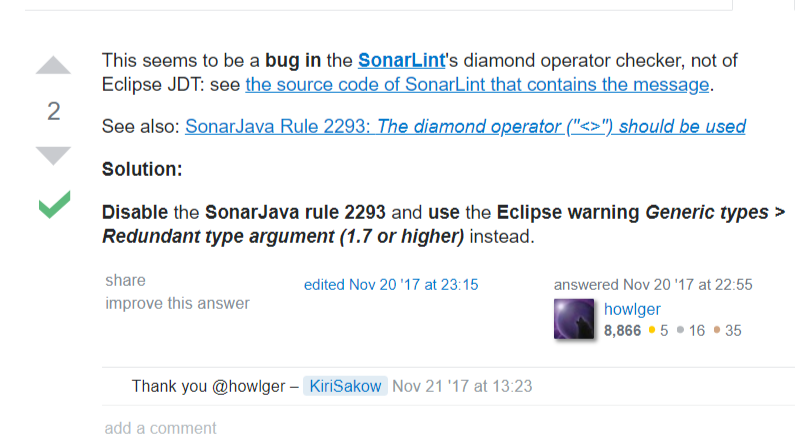 This seems to be a bug in the SonarLint's diamond operator checker, not of
Eclipse JDT: see the source code of SonarLint that contains the message.
2
See also: SonarJava Rule 2293: The diamond operator ("<>") should be used
Solution:
Disable the SonarJava rule 2293 and use the Eclipse warning Generic types >
Redundant type argument (1.7 or higher) instead.
share
improve this answer
edited Nov 20 '17 at 23:15
answered Nov 20 '17 at 22:55
howlger
8,866 5 16 35
Thank you @howlger – KiriSakow Nov 21 '17 at 13:23
add a comment